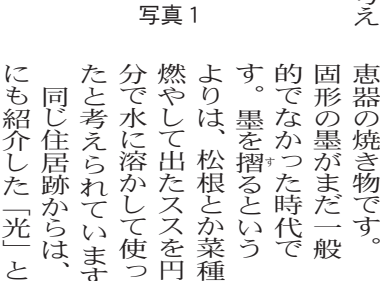 考え
写真1
恵器の焼き物です。
固形の墨がまだ一般
的でなかった時代で
す。墨を摺るという
よりは、松根とか菜種
燃やして出たススを円
分で水に溶かして使っ
たと考えられています
同じ住居跡からは、
にも紹介した「光」と